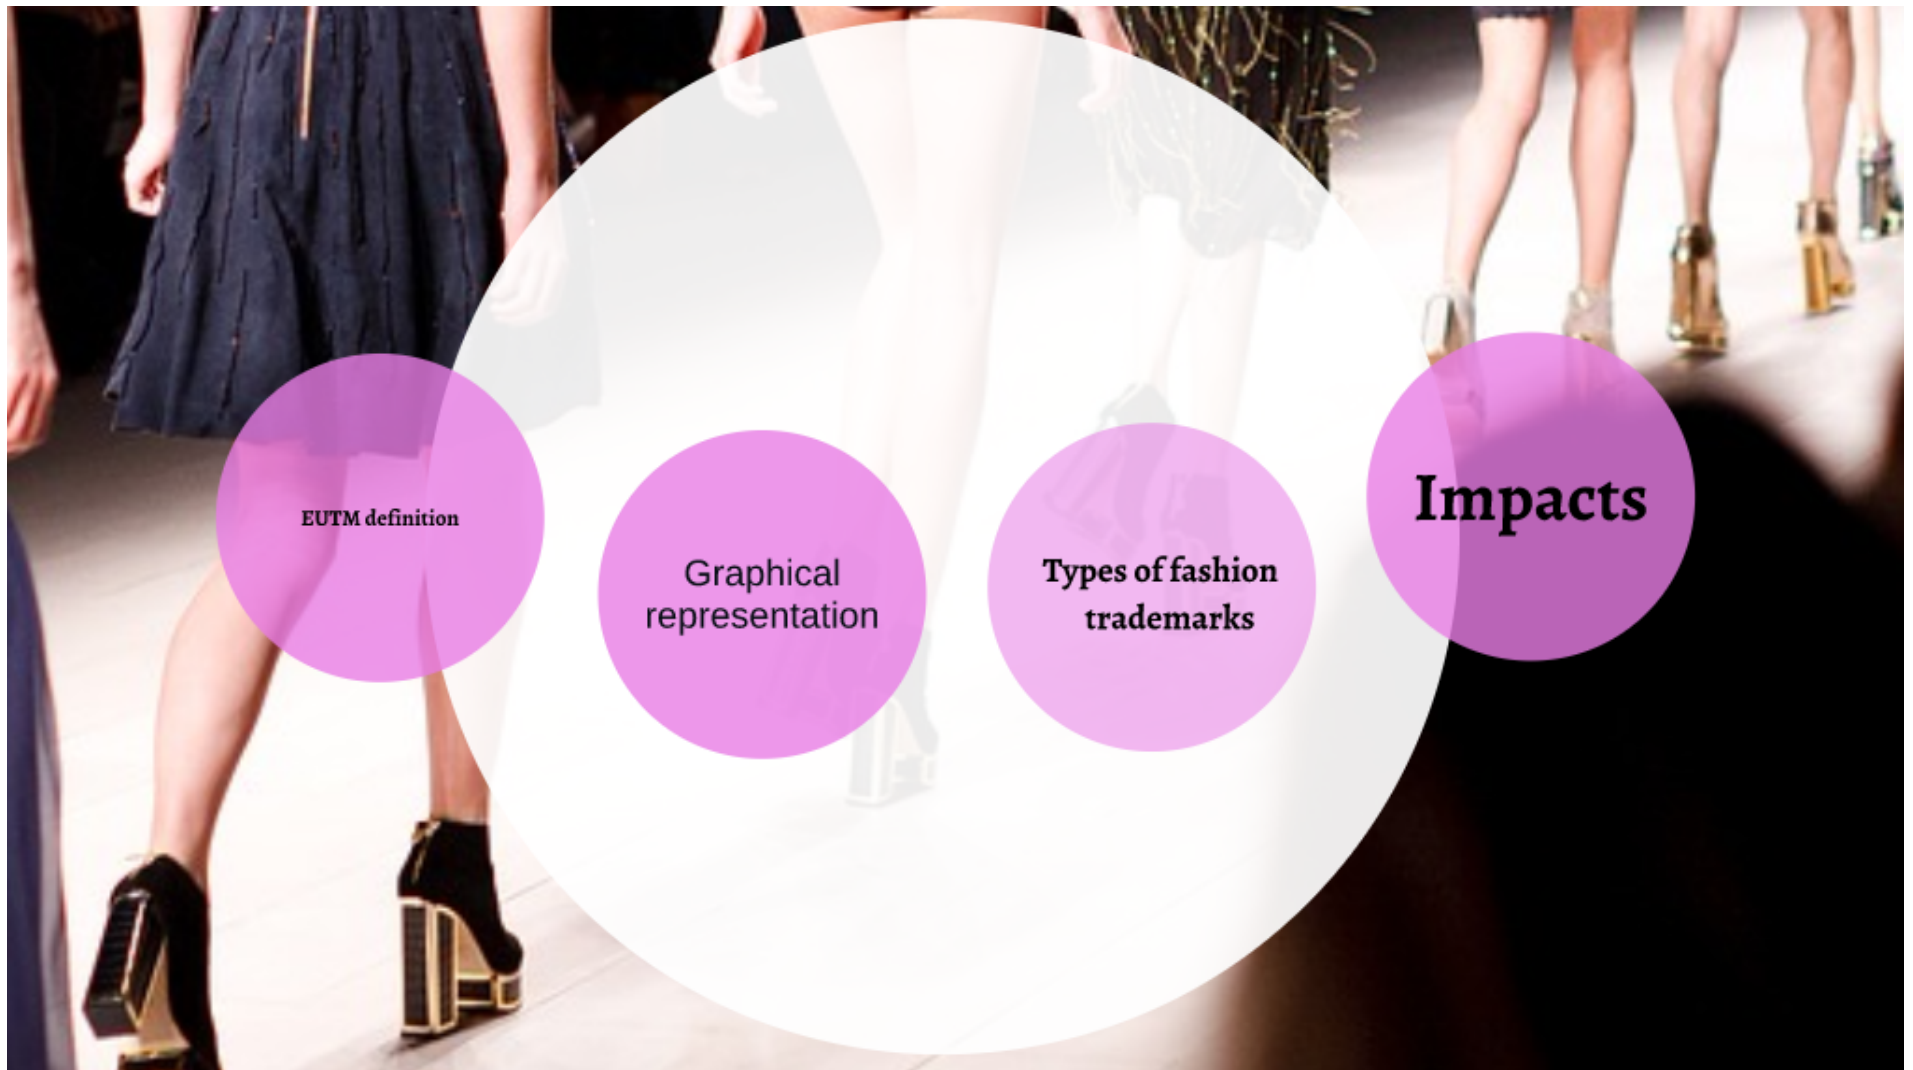 EUTM definition
Graphical
representation
Types of fashion
trademarks
Impacts